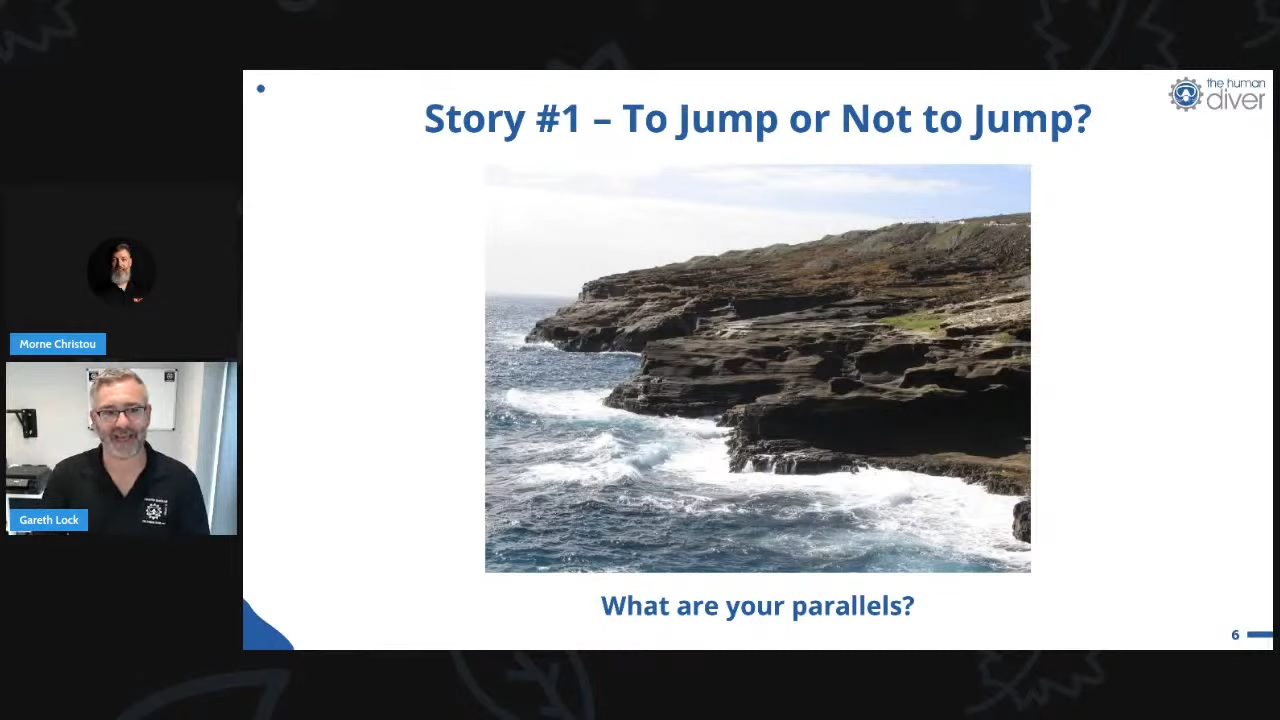 the human
diver
Story #1 – To Jump or Not to Jump?
Morne Christou
Gareth Lock
What are your parallels?
6